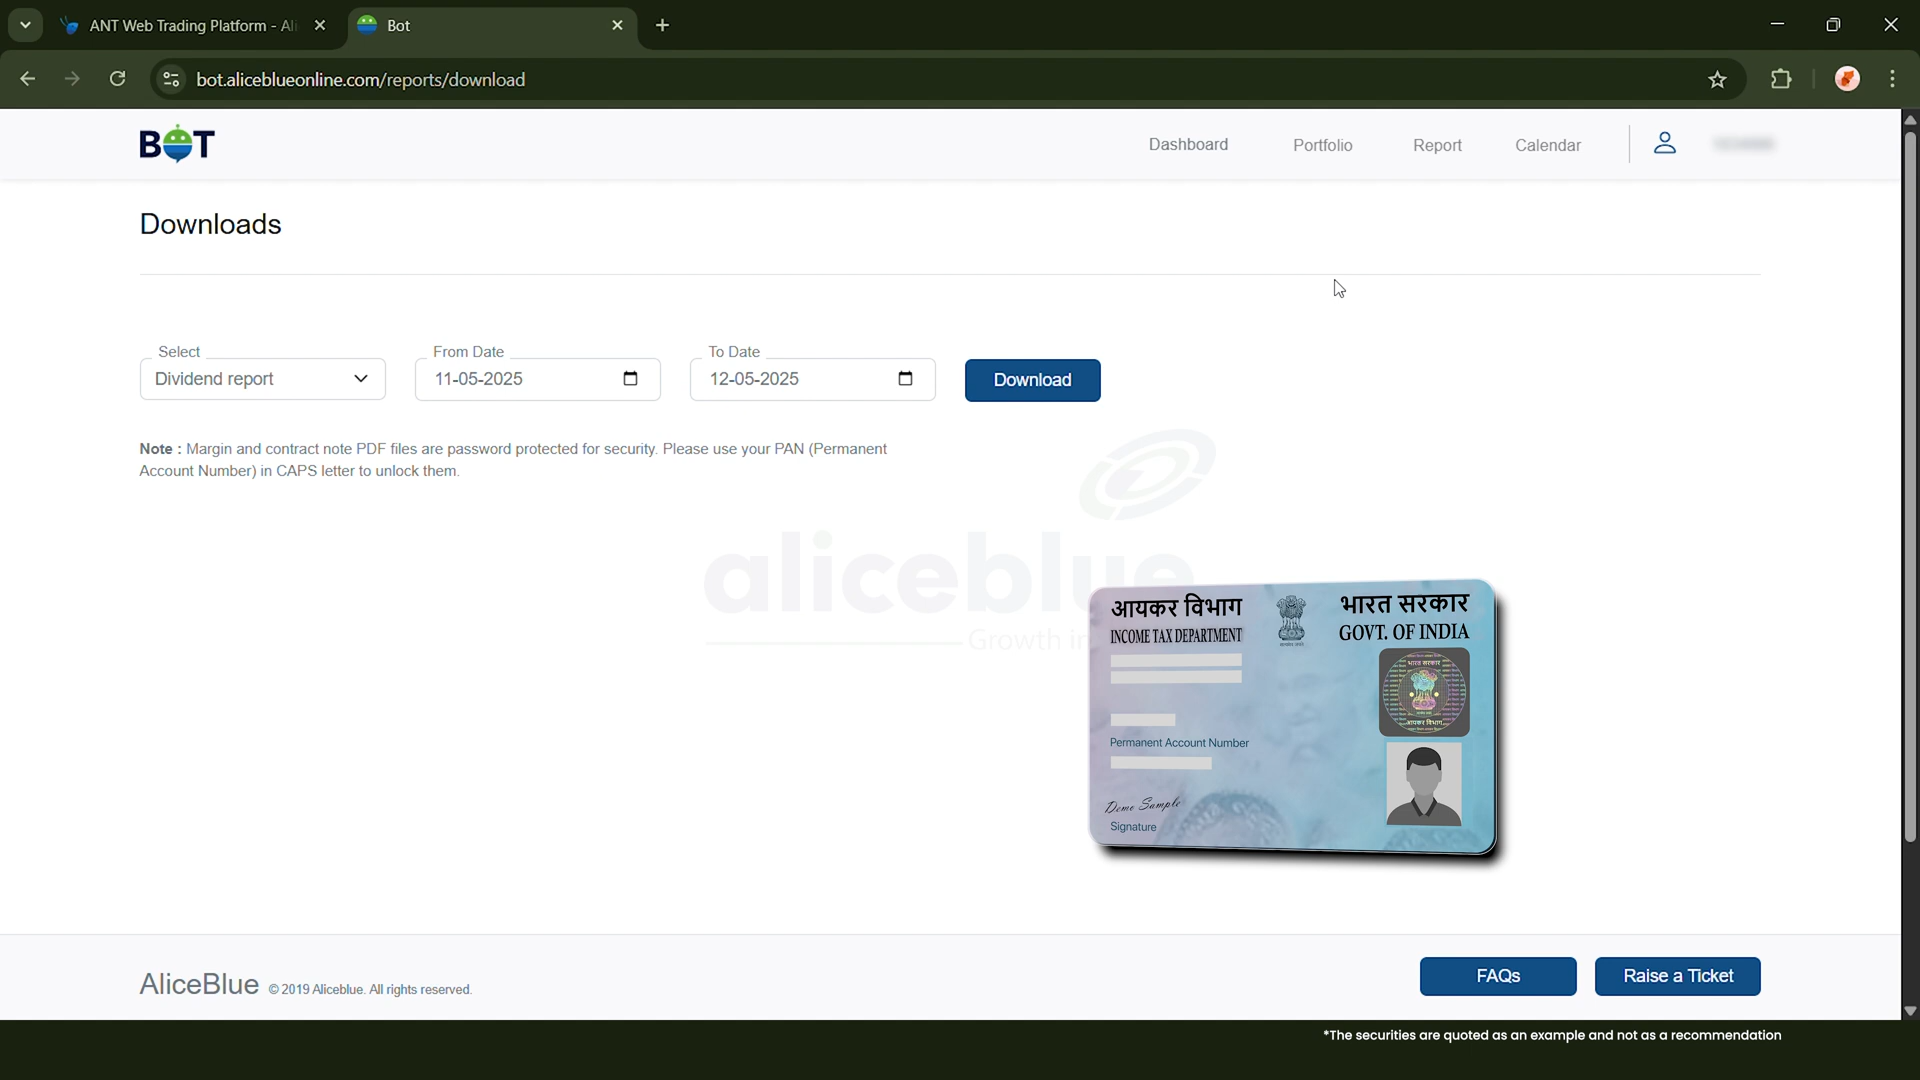 ANT Web Trading Platform - Ali
Bot
bot.aliceblueonline.com/reports/download
BOT
Dashboard
Portfolio
Report
Calendar
Downloads
Select
Dividend report
From Date
11-05-2025
To Date
12-05-2025
Download
Note : Margin and contract note PDF files are password protected for security. Please use your PAN (Permanent
Account Number) in CAPS letter to unlock them.
aliceblue
Growth in
आयकर विभाग
INCOME TAX DEPARTMENT
भारत सरकार
GOVT. OF INDIA
Permanent Account Number
Demo Sample
Signature
AliceBlue © 2019 Aliceblue. All rights reserved.
FAQs
Raise a Ticket
*The securities are quoted as an example and not as a recommendation